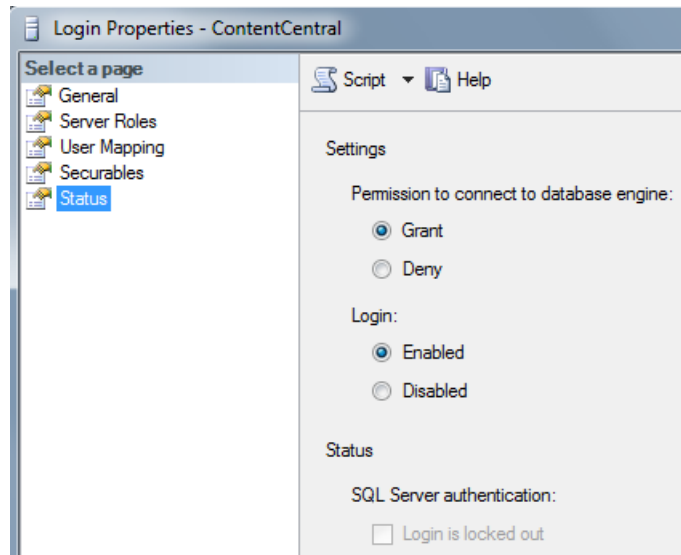 Login Properties - ContentCentral
Select a page
General
Server Roles
User Mapping
Securables
Status
Script
Help
Settings
Permission to connect to database engine:
Grant
Deny
Login:
Enabled
Disabled
Status
SQL Server authentication:
Login is locked out